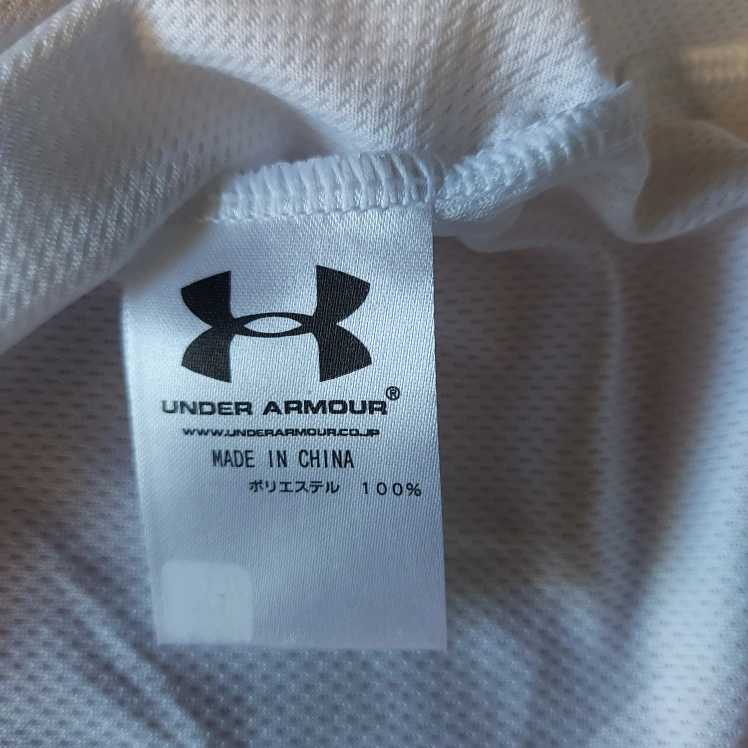 UNDER ARMOUR®
WWW.UNDERARMOUR.CO.JP
MADE IN CHINA
ポリエステル　１００％